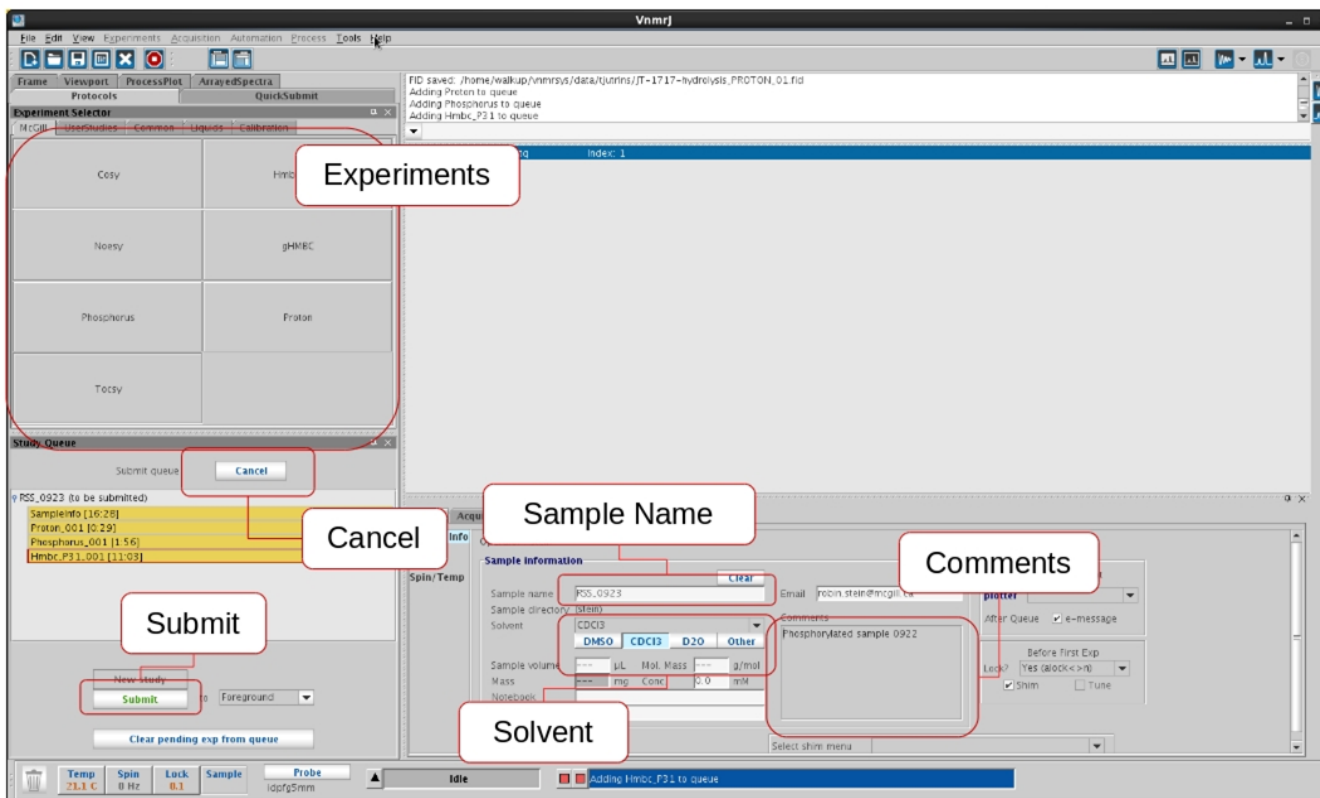 VnmrJ
File Edit View Experiments Acquisition Automation Process Tools Help
Frame Viewport ProcessPlot ArrayedSpectra
Protocols QuickSubmit
Experiment Selector
McGill UserStudies Common Liquids Calibration
Cosy
Noesy gHMBC
Phosphorus Proton
Tocsy
Experiments
FID saved: /home/walkup/vnmrsys/data/tjutrins/JT-1717-hydrolysis_PROTON_01.fid
Adding Proton to queue
Adding Phosphorus to queue
Adding Hmbc_P31 to queue
Index: 1
Study Queue
Submit queue Cancel
RSS_0923 (to be submitted)
SampleInfo [16:28]
Proton_001 [0:29]
Phosphorus_001 [1:56]
Hmbc_P31_001 [11:03]
Cancel
Submit
New study
Submit to Foreground
Clear pending exp from queue
Sample Name
Info
Spin/Temp
Sample Information
Clear
Sample name RSS_0923
Sample directory (stein)
Solvent CDCl3
DMSO CDCl3 D2O Other
Sample volume --- µL Mol. Mass --- g/mol
Mass --- mg Conc 0.0 mM
Notebook
Solvent
Email robin.stein@mcgill.ca
Comments
Phosphorylated sample 0922
Comments
plotter
After Queue e-message
Before First Exp
Lock? Yes (alock<>n)
Shim Tune
Select shim menu
Temp Spin Lock Sample Probe
21.1 C 0 Hz 0.1 idpfg5mm
Idle
Adding Hmbc_P31 to queue